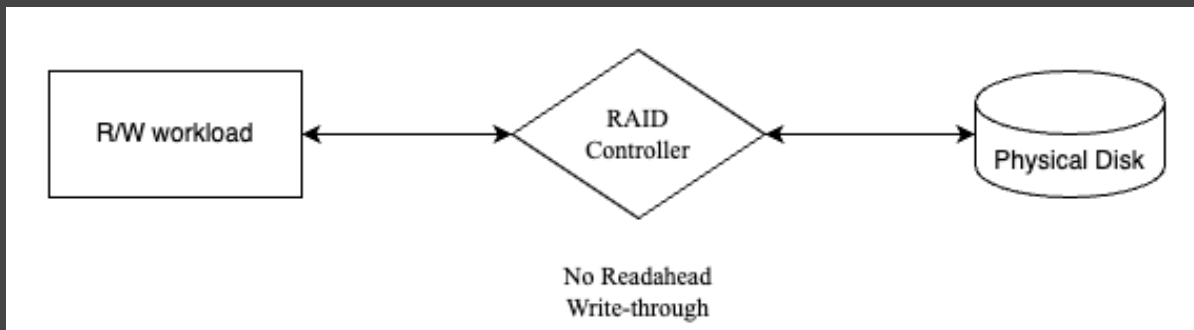 R/W workload
RAID
Controller
Physical Disk
No Readahead
Write-through